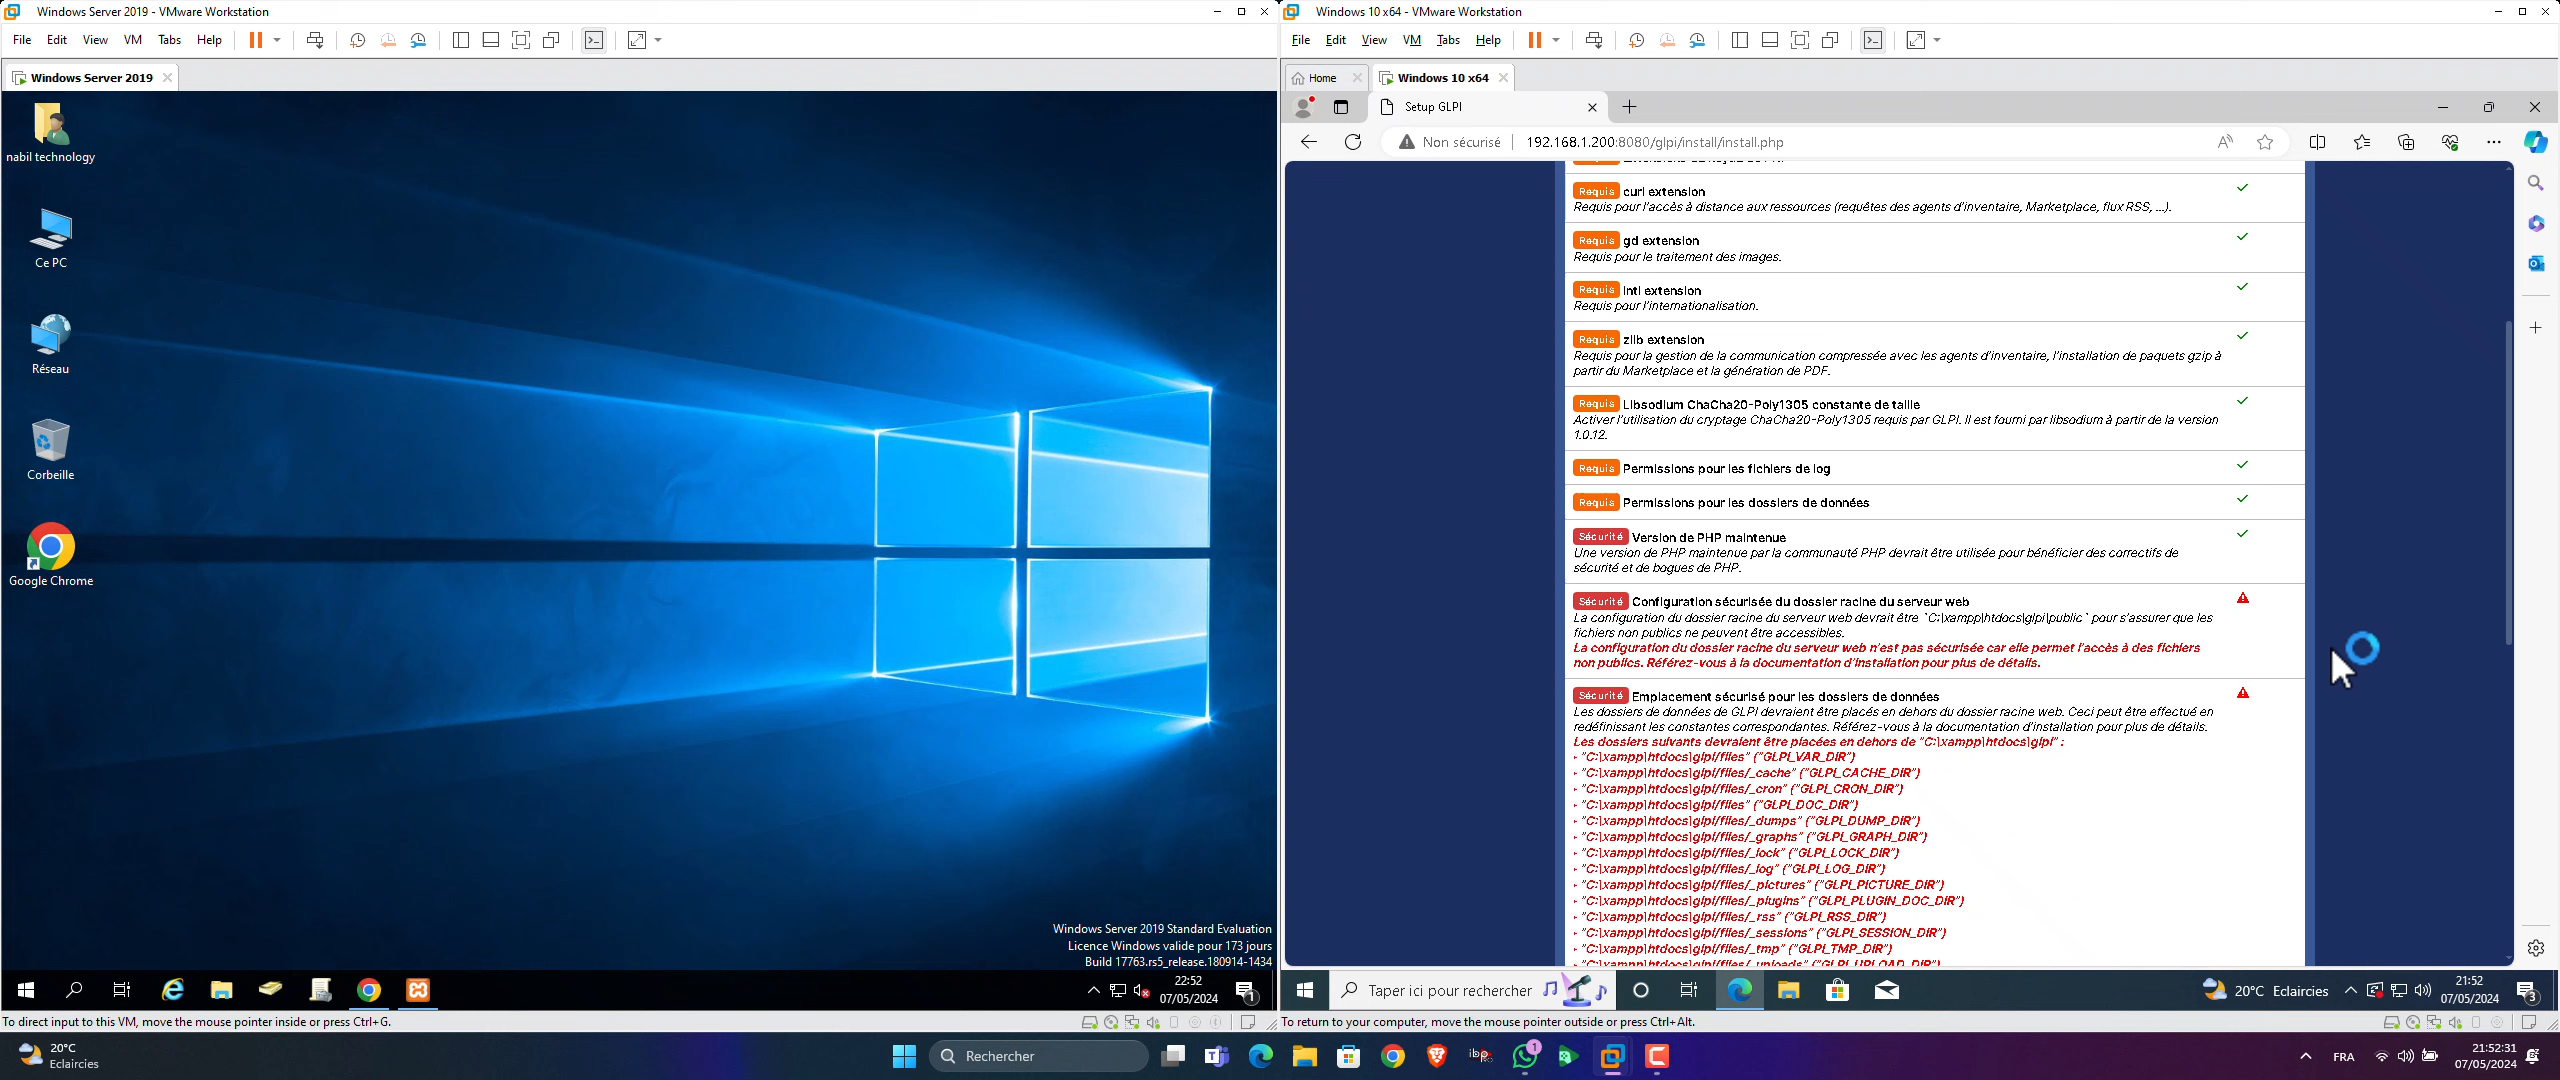 Windows Server 2019 - VMware Workstation
File Edit View VM Tabs Help
Windows Server 2019
nabil technology
Ce PC
Réseau
Corbeille
Google Chrome
Windows Server 2019 Standard Evaluation
Licence Windows valide pour 173 jours
Build 17763.rs5_release.180914-1434
22:52
07/05/2024
1
To direct input to this VM, move the mouse pointer inside or press Ctrl+G.
Windows 10 x64 - VMware Workstation
File Edit View VM Tabs Help
Home Windows 10 x64
Setup GLPI
Non sécurisé 192.168.1.200:8080/glpi/install/install.php
Requis curl extension
Requis pour l'accès à distance aux ressources (requêtes des agents d'inventaire, Marketplace, flux RSS, ...).
Requis gd extension
Requis pour le traitement des images.
Requis intl extension
Requis pour l'internationalisation.
Requis zlib extension
Requis pour la gestion de la communication compressée avec les agents d'inventaire, l'installation de paquets gzip à
partir du Marketplace et la génération de PDF.
Requis Libsodium ChaCha20-Poly1305 constante de taille
Activer l'utilisation du cryptage ChaCha20-Poly1305 requis par GLPI. Il est fourni par libsodium à partir de la version
1.0.12.
Requis Permissions pour les fichiers de log
Requis Permissions pour les dossiers de données
Sécurité Version de PHP maintenue
Une version de PHP maintenue par la communauté PHP devrait être utilisée pour bénéficier des correctifs de
sécurité et de bogues de PHP.
Sécurité Configuration sécurisée du dossier racine du serveur web
La configuration du dossier racine du serveur web devrait être `C:\xampp\htdocs\glpi\public` pour s'assurer que les
fichiers non publics ne peuvent être accessibles.
La configuration du dossier racine du serveur web n'est pas sécurisée car elle permet l'accès à des fichiers
non publics. Référez-vous à la documentation d'installation pour plus de détails.
Sécurité Emplacement sécurisé pour les dossiers de données
Les dossiers de données de GLPI devraient être placés en dehors du dossier racine web. Ceci peut être effectué en
redéfinissant les constantes correspondantes. Référez-vous à la documentation d'installation pour plus de détails.
Les dossiers suivants devraient être placées en dehors de "C:\xampp\htdocs\glpi" :
‣ "C:\xampp\htdocs\glpi/files" ("GLPI_VAR_DIR")
‣ "C:\xampp\htdocs\glpi/files/_cache" ("GLPI_CACHE_DIR")
‣ "C:\xampp\htdocs\glpi/files/_cron" ("GLPI_CRON_DIR")
‣ "C:\xampp\htdocs\glpi/files" ("GLPI_DOC_DIR")
‣ "C:\xampp\htdocs\glpi/files/_dumps" ("GLPI_DUMP_DIR")
‣ "C:\xampp\htdocs\glpi/files/_graphs" ("GLPI_GRAPH_DIR")
‣ "C:\xampp\htdocs\glpi/files/_lock" ("GLPI_LOCK_DIR")
‣ "C:\xampp\htdocs\glpi/files/_log" ("GLPI_LOG_DIR")
‣ "C:\xampp\htdocs\glpi/files/_pictures" ("GLPI_PICTURE_DIR")
‣ "C:\xampp\htdocs\glpi/files/_plugins" ("GLPI_PLUGIN_DOC_DIR")
‣ "C:\xampp\htdocs\glpi/files/_rss" ("GLPI_RSS_DIR")
‣ "C:\xampp\htdocs\glpi/files/_sessions" ("GLPI_SESSION_DIR")
‣ "C:\xampp\htdocs\glpi/files/_tmp" ("GLPI_TMP_DIR")
‣ "C:\xampp\htdocs\glpi/files/_uploads" ("GLPI_UPLOAD_DIR")
Taper ici pour rechercher
20°C Eclaircies
21:52
07/05/2024
3
To return to your computer, move the mouse pointer outside or press Ctrl+Alt.
20°C
Eclaircies
Rechercher
ibp
1
FRA
21:52:31
07/05/2024